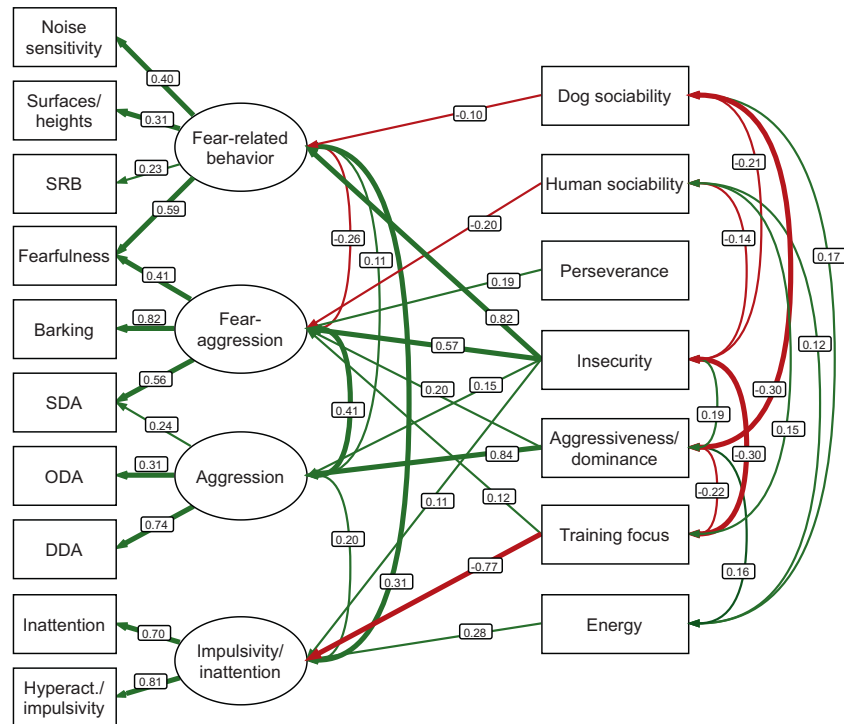 Noise
sensitivity
Surfaces/
heights
SRB
Fearfulness
Barking
SDA
ODA
DDA
Inattention
Hyperact./
impulsivity
0.40
0.31
0.23
0.59
0.41
0.82
0.56
0.24
0.31
0.74
0.70
0.81
Fear-related
behavior
Fear-
aggression
Aggression
Impulsivity/
inattention
-0.26
0.11
0.41
0.20
0.31
-0.10
-0.20
0.19
0.82
0.57
0.15
0.20
0.84
0.12
0.11
-0.77
0.28
Dog sociability
Human sociability
Perseverance
Insecurity
Aggressiveness/
dominance
Training focus
Energy
-0.21
-0.14
0.17
0.12
-0.30
0.19
0.15
-0.30
-0.22
0.16